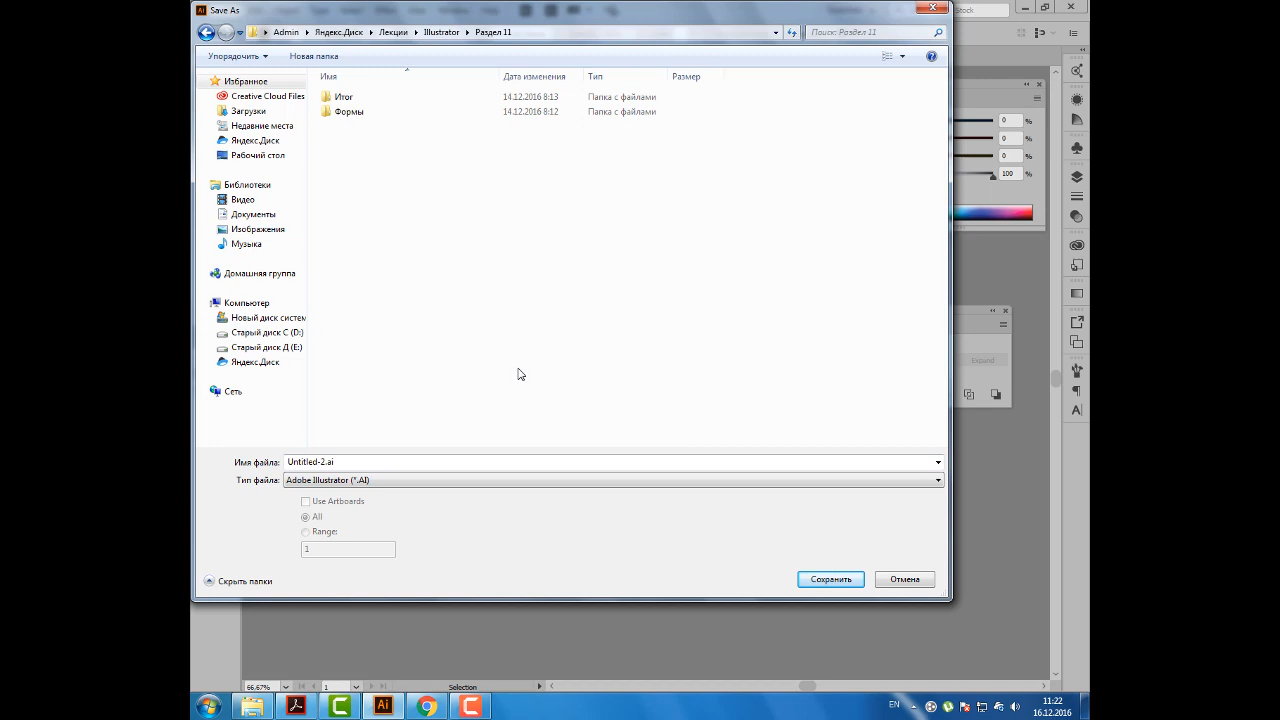 Save As
Stock
Admin Яндекс.Диск Лекции Illustrator Раздел 11
Поиск: Раздел 11
Упорядочить Новая папка
Имя Дата изменения Тип Размер
Избранное
Creative Cloud Files
Загрузки
Недавние места
Яндекс.Диск
Рабочий стол
Библиотеки
Видео
Документы
Изображения
Музыка
Домашняя группа
Компьютер
Новый диск систем
Старый диск C (D:)
Старый диск Д (E:)
Яндекс.Диск
Сеть
Итог 14.12.2016 8:13 Папка с файлами
Формы 14.12.2016 8:12 Папка с файлами
0 %
0 %
0 %
100 %
Expand
Имя файла: Untitled-2.ai
Тип файла: Adobe Illustrator (*.AI)
Use Artboards
All
Range:
1
Скрыть папки
Сохранить Отмена
66,67% 1 Selection
EN
11:22
16.12.2016